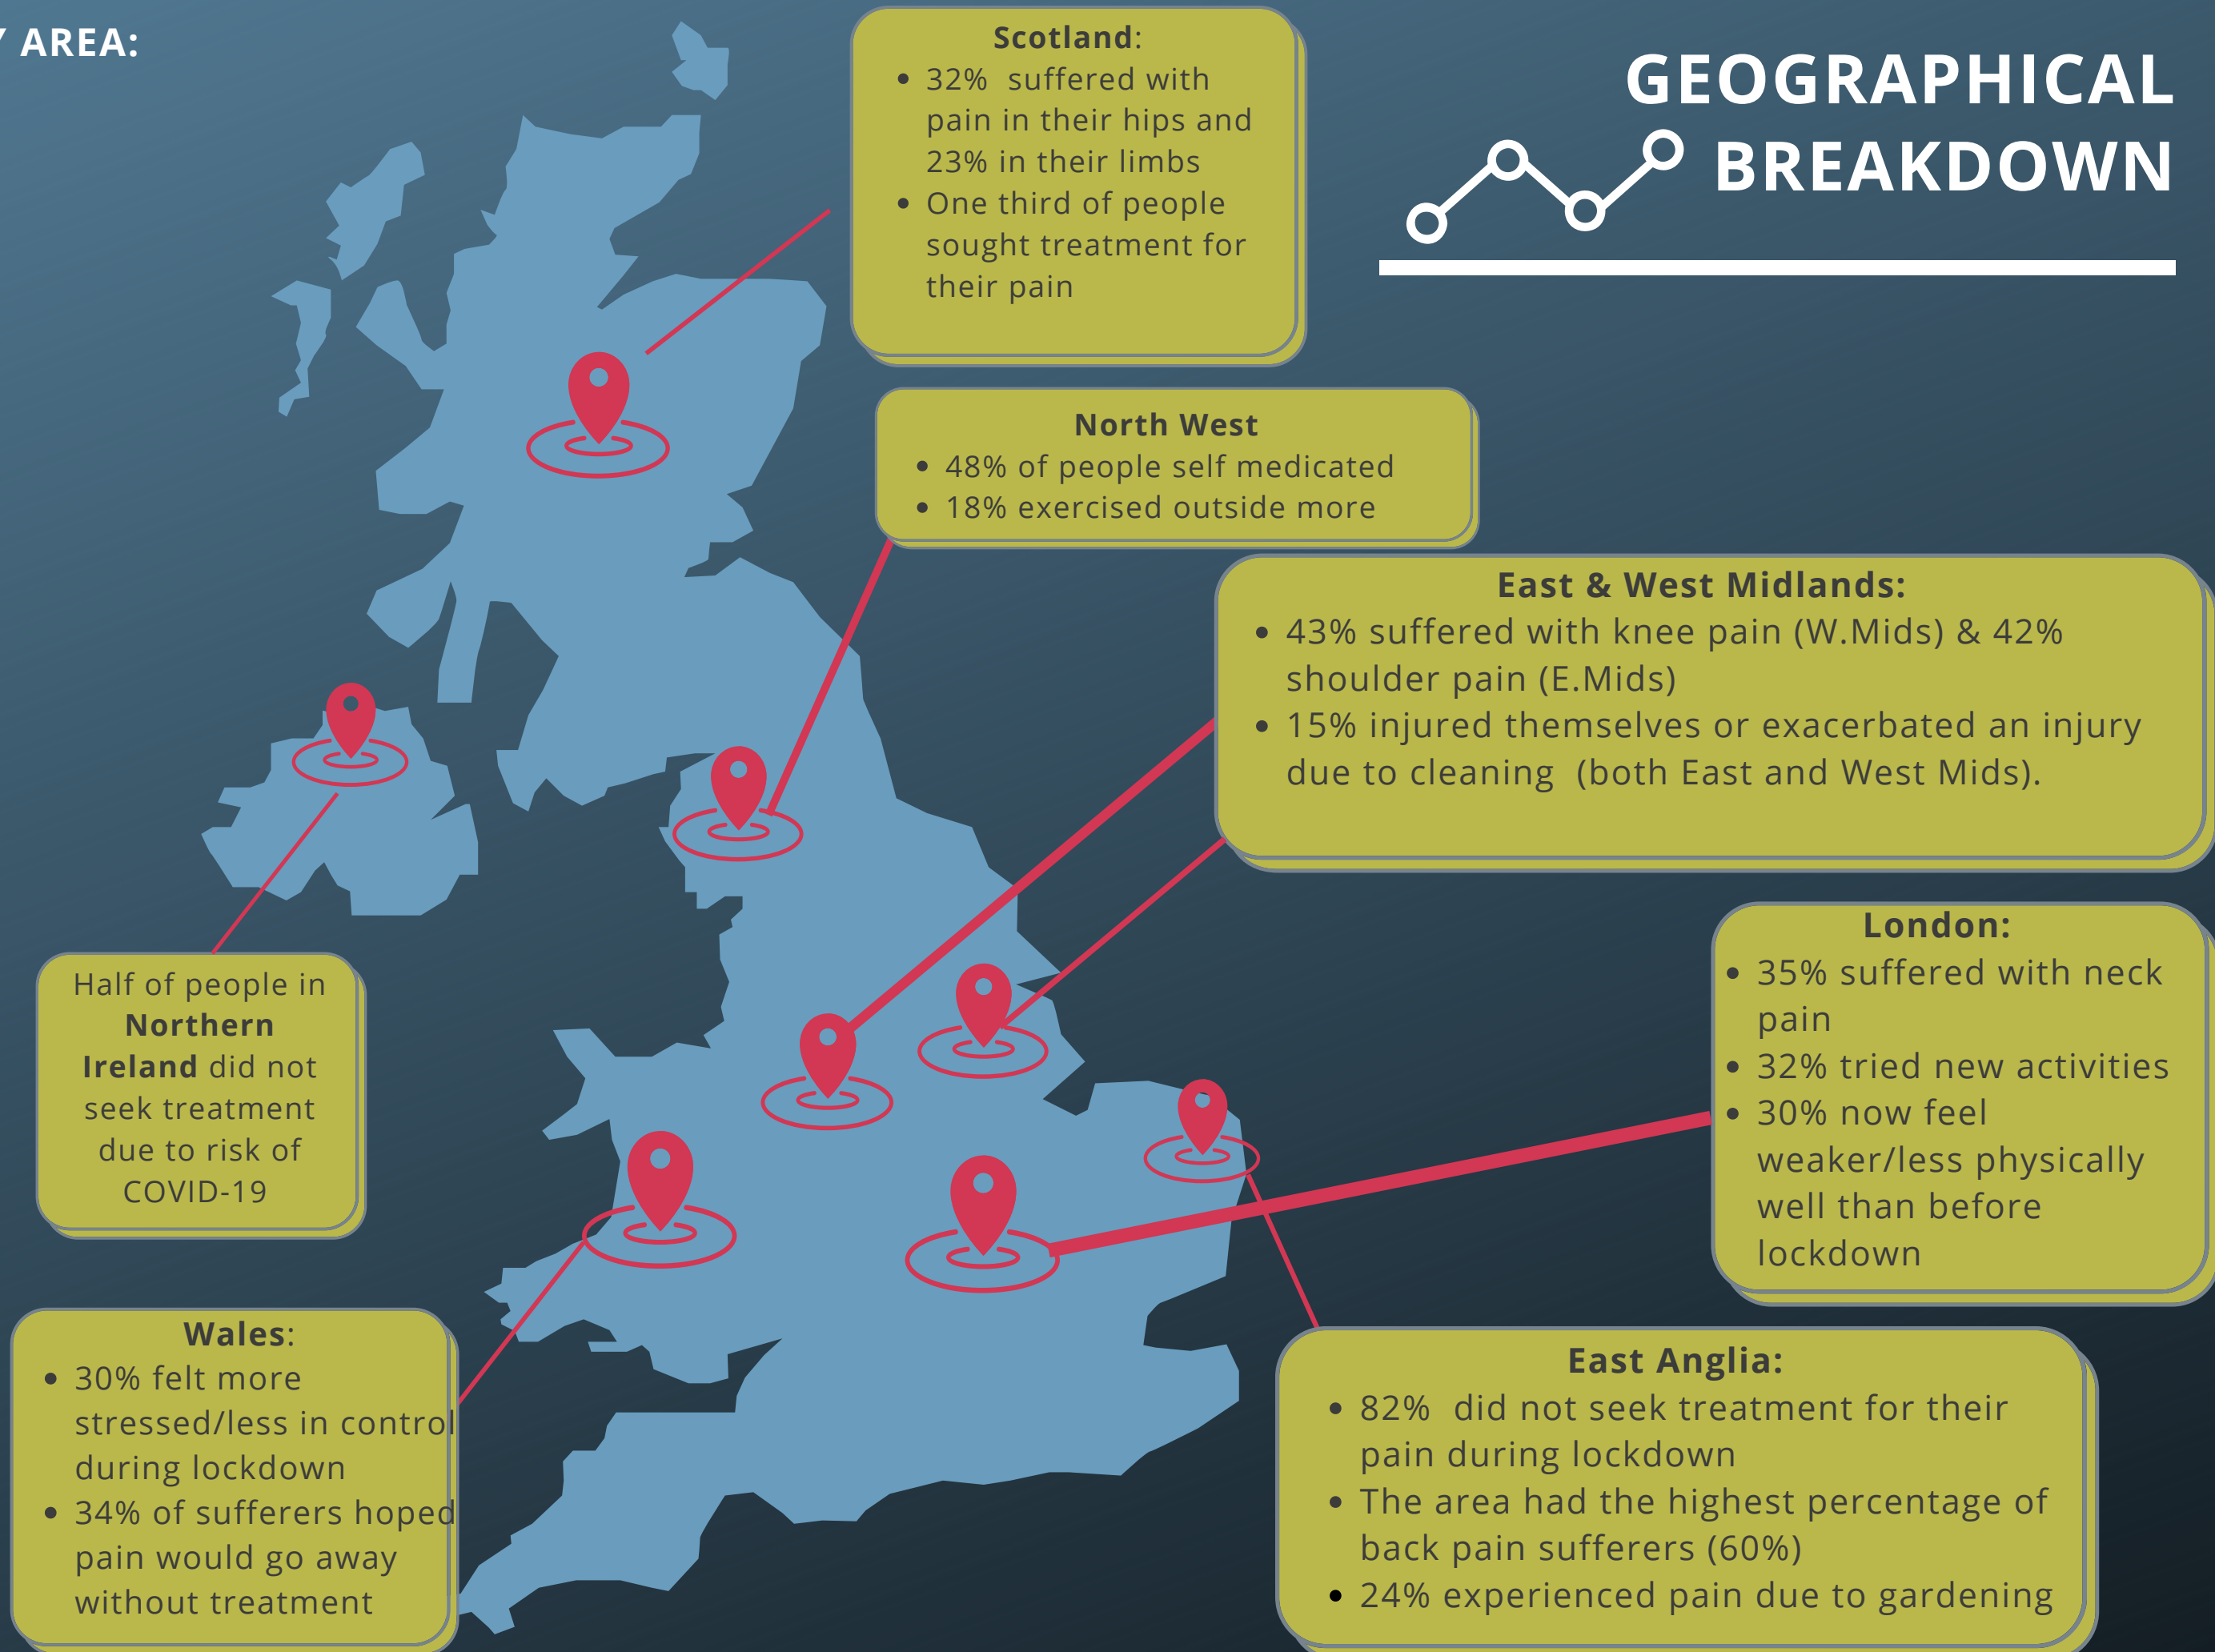 AREA:
GEOGRAPHICAL
BREAKDOWN
Scotland:
• 32% suffered with
pain in their hips and
23% in their limbs
• One third of people
sought treatment for
their pain
North West
• 48% of people self medicated
• 18% exercised outside more
East & West Midlands:
• 43% suffered with knee pain (W.Mids) & 42%
shoulder pain (E.Mids)
• 15% injured themselves or exacerbated an injury
due to cleaning (both East and West Mids).
London:
• 35% suffered with neck
pain
• 32% tried new activities
• 30% now feel
weaker/less physically
well than before
lockdown
Half of people in
Northern
Ireland did not
seek treatment
due to risk of
COVID-19
Wales:
• 30% felt more
stressed/less in control
during lockdown
• 34% of sufferers hoped
pain would go away
without treatment
East Anglia:
• 82% did not seek treatment for their
pain during lockdown
• The area had the highest percentage of
back pain sufferers (60%)
• 24% experienced pain due to gardening